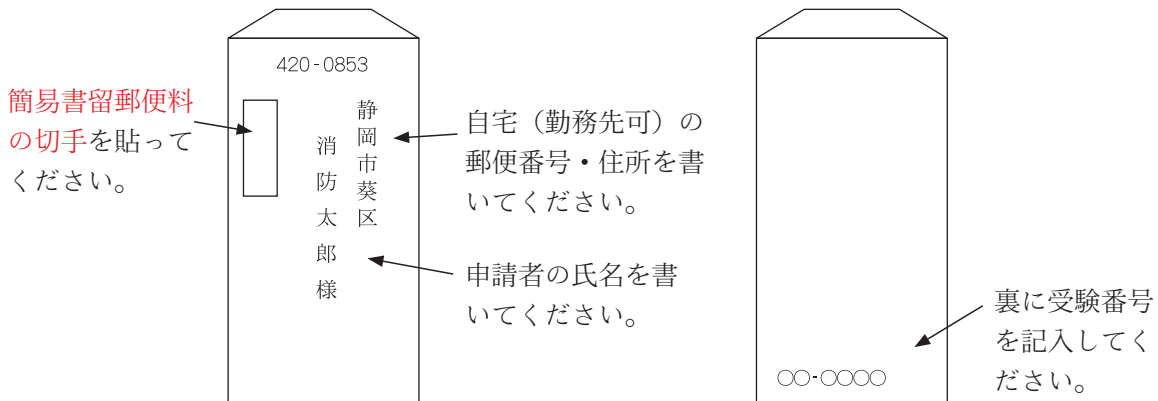 420-0853
簡易書留郵便料
の切手を貼って
ください。
静岡市葵区
消防太郎様
自宅（勤務先可）の
郵便番号・住所を書
いてください。
申請者の氏名を書
いてください。
裏に受験番号
を記入してく
ださい。
○○-○○○○